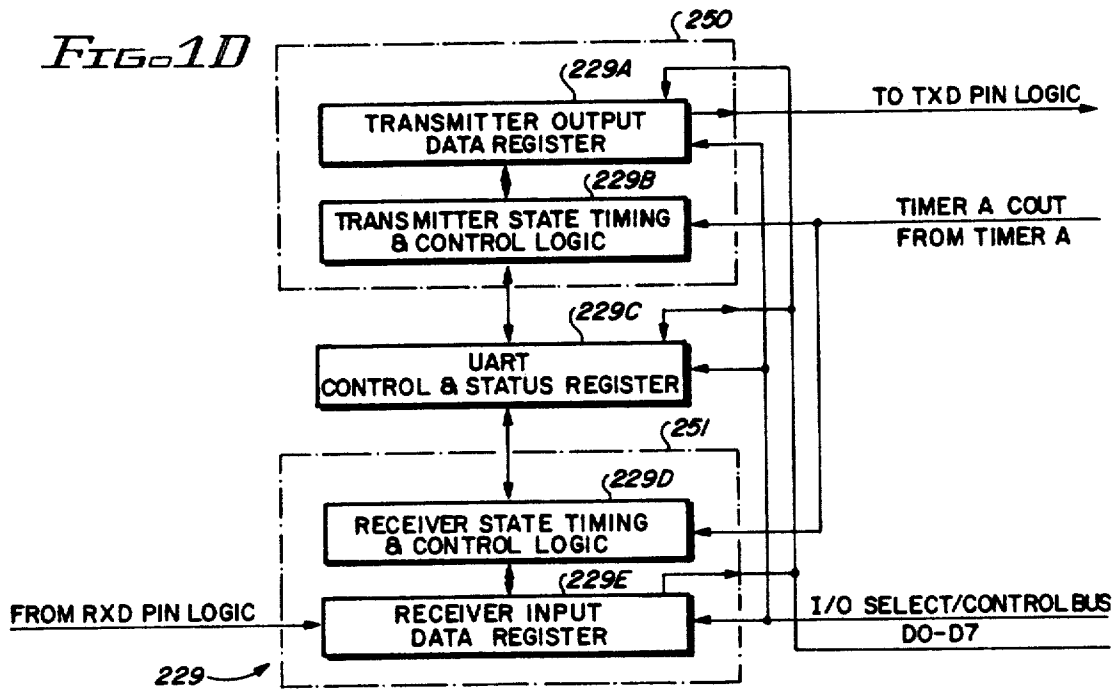 FIG. 1D
250
229A
TRANSMITTER OUTPUT
DATA REGISTER
TO TXD PIN LOGIC
229B
TRANSMITTER STATE TIMING
& CONTROL LOGIC
TIMER A COUT
FROM TIMER A
229C
UART
CONTROL & STATUS REGISTER
251
229D
RECEIVER STATE TIMING
& CONTROL LOGIC
229E
FROM RXD PIN LOGIC
RECEIVER INPUT
DATA REGISTER
I/O SELECT/CONTROL BUS
DO-D7
229